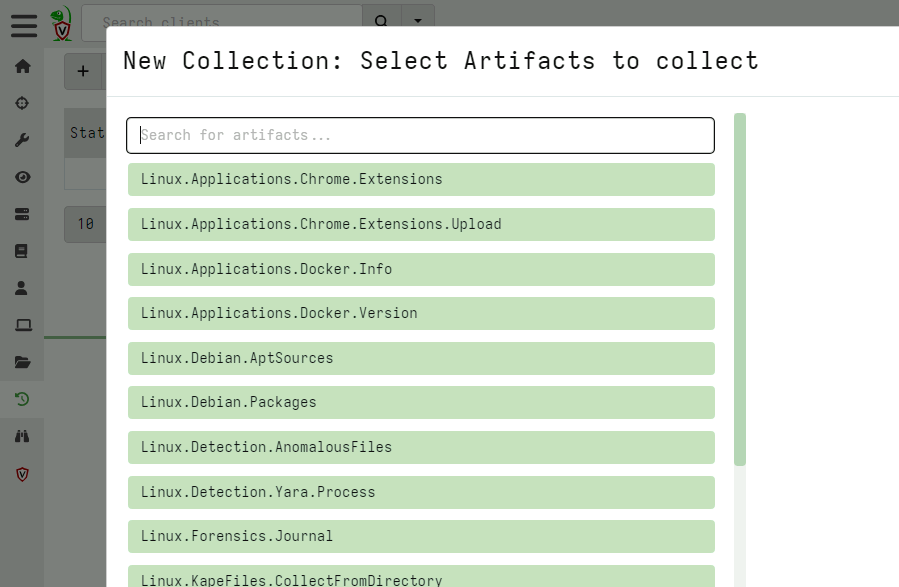 Search clients
New Collection: Select Artifacts to collect
Stat
Search for artifacts...
10
Linux.Applications.Chrome.Extensions
Linux.Applications.Chrome.Extensions.Upload
Linux.Applications.Docker.Info
Linux.Applications.Docker.Version
Linux.Debian.AptSources
Linux.Debian.Packages
Linux.Detection.AnomalousFiles
Linux.Detection.Yara.Process
Linux.Forensics.Journal
Linux.KapeFiles.CollectFromDirectory